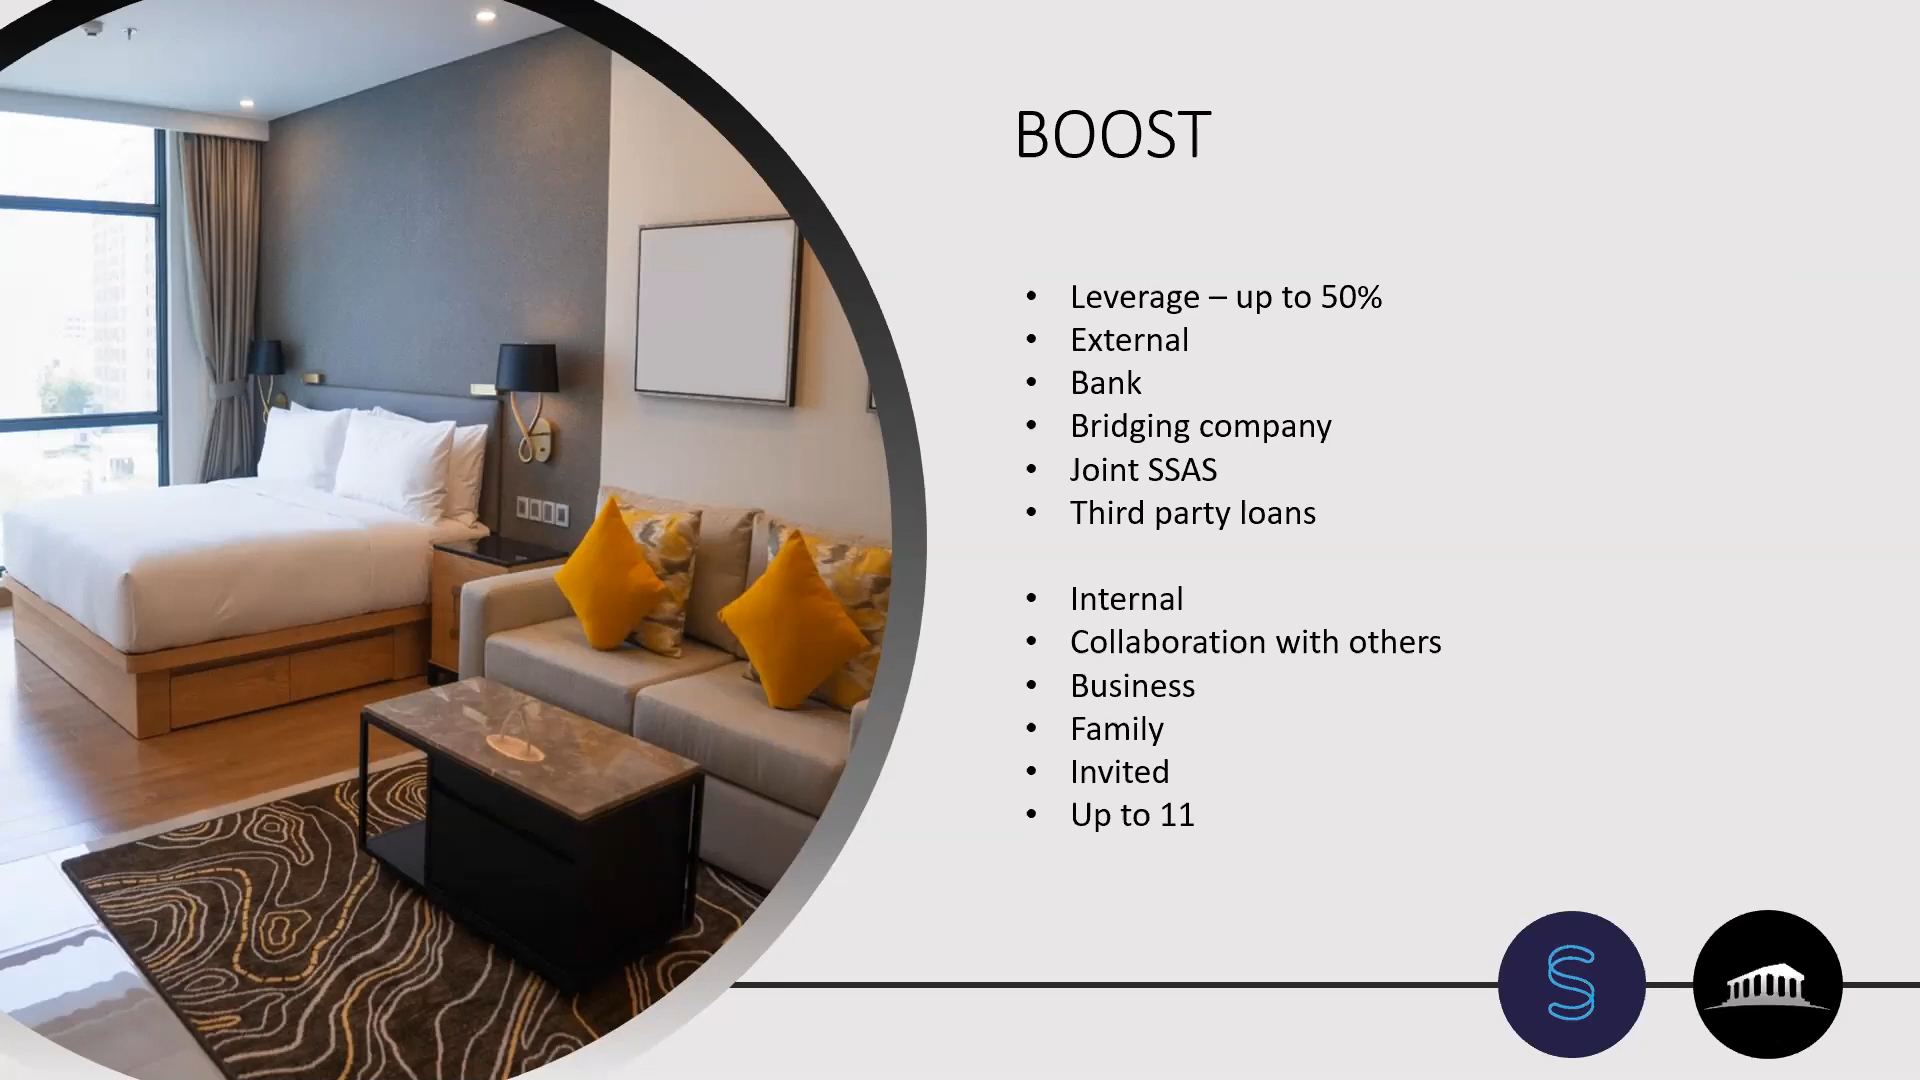 BOOST
• Leverage – up to 50%
• External
• Bank
• Bridging company
• Joint SSAS
• Third party loans
• Internal
• Collaboration with others
• Business
• Family
• Invited
• Up to 11